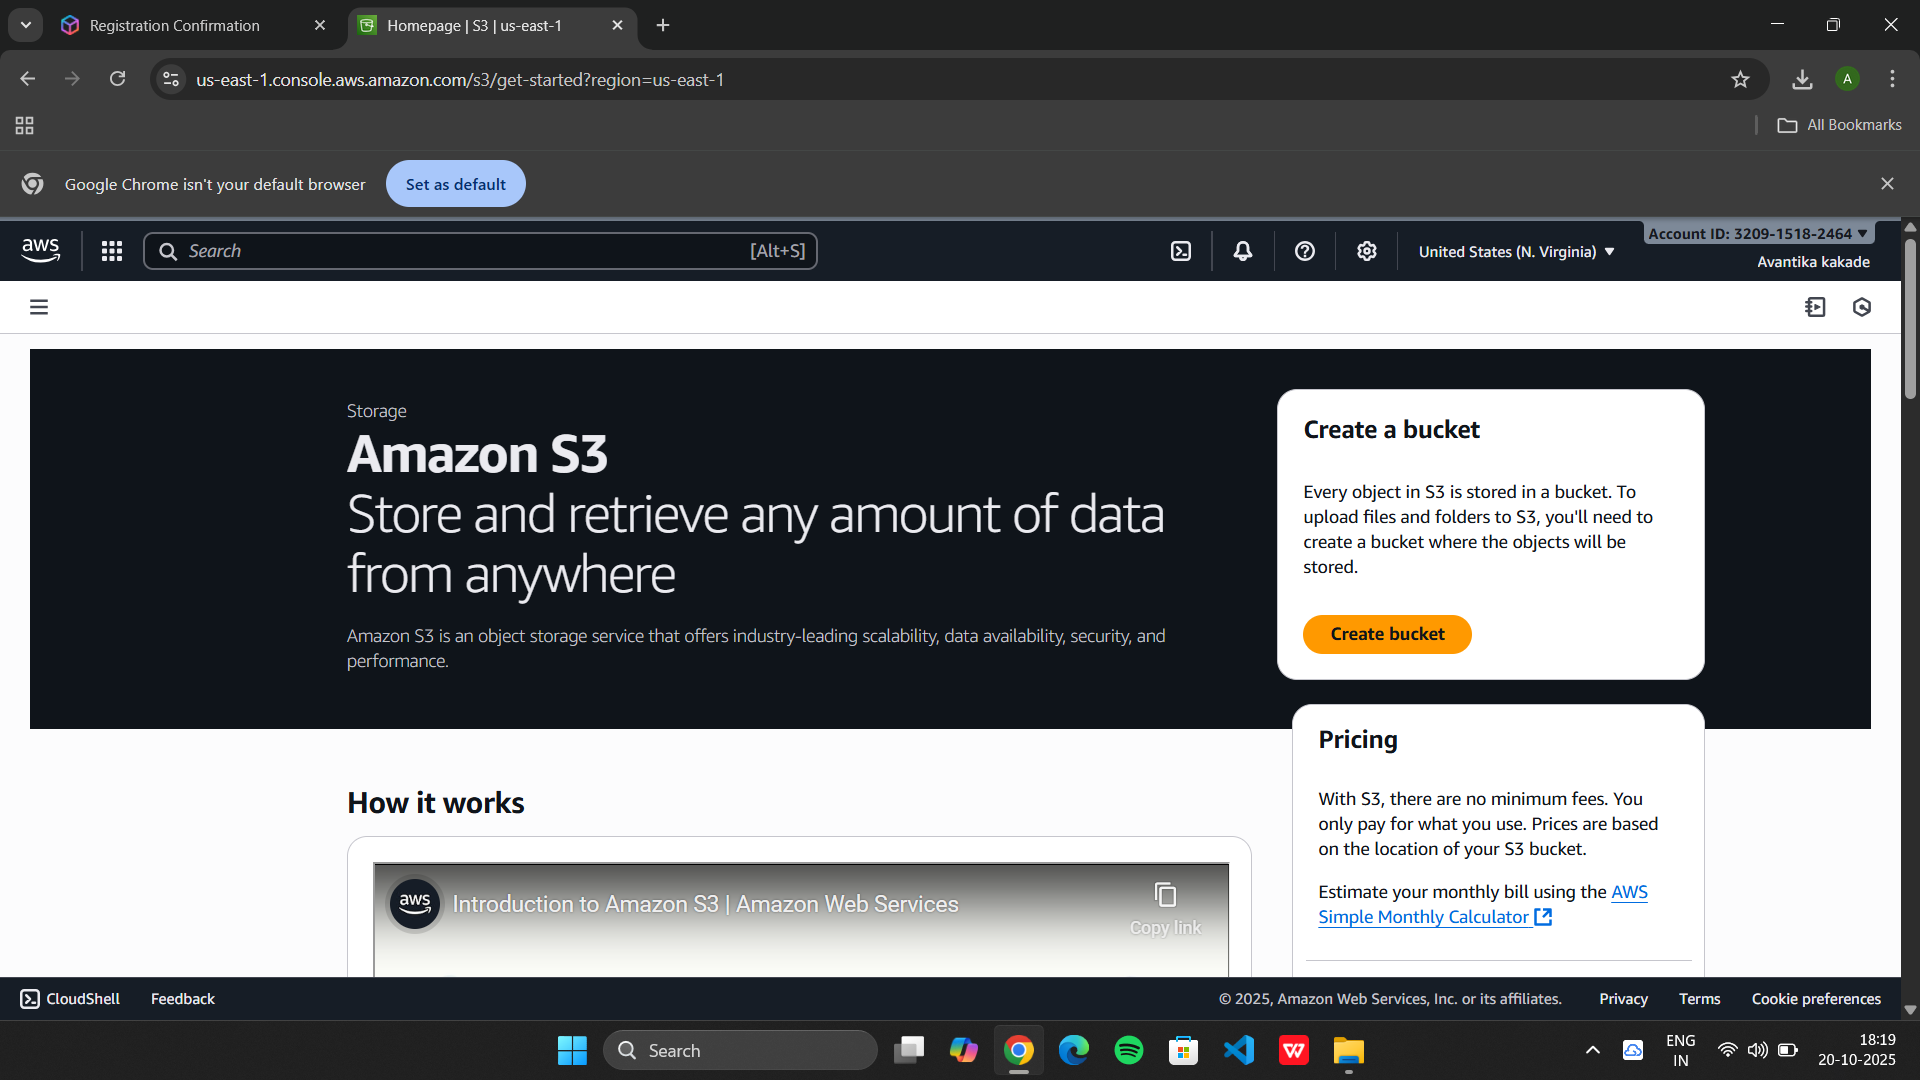 Registration Confirmation
Homepage | S3 | us-east-1
us-east-1.console.aws.amazon.com/s3/get-started?region=us-east-1
A
All Bookmarks
Google Chrome isn't your default browser
Set as default
aws
Search
[Alt+S]
United States (N. Virginia)
Account ID: 3209-1518-2464
Avantika kakade
Storage
Amazon S3
Store and retrieve any amount of data
from anywhere
Amazon S3 is an object storage service that offers industry-leading scalability, data availability, security, and
performance.
Create a bucket
Every object in S3 is stored in a bucket. To
upload files and folders to S3, you'll need to
create a bucket where the objects will be
stored.
Create bucket
Pricing
With S3, there are no minimum fees. You
only pay for what you use. Prices are based
on the location of your S3 bucket.
Estimate your monthly bill using the AWS
Simple Monthly Calculator
How it works
aws
Introduction to Amazon S3 | Amazon Web Services
Copy link
CloudShell
Feedback
© 2025, Amazon Web Services, Inc. or its affiliates.
Privacy
Terms
Cookie preferences
Search
ENG
IN
18:19
20-10-2025